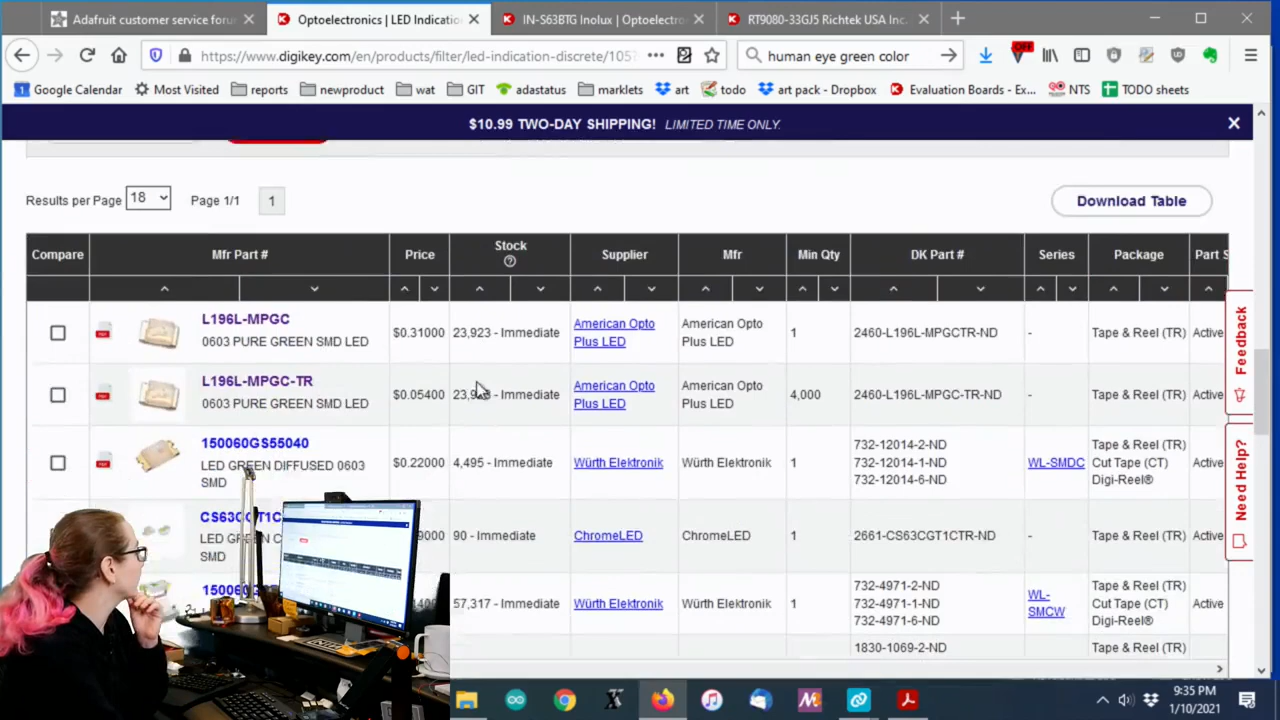 Adafruit customer service foru
Optoelectronics | LED Indicatio
IN-S63BTG Inolux | Optoelectro
RT9080-33GJ5 Richtek USA Inc.
https://www.digikey.com/en/products/filter/led-indication-discrete/105
human eye green color
OFF
Google Calendar
Most Visited
reports
newproduct
wat
GIT
adastatus
marklets
art
todo
art pack - Dropbox
Evaluation Boards - Ex...
NTS
TODO sheets
$10.99 TWO-DAY SHIPPING! LIMITED TIME ONLY.
Results per Page 18 Page 1/1 1
Download Table
Compare Mfr Part # Price Stock Supplier Mfr Min Qty DK Part # Series Package Part S
L196L-MPGC
0603 PURE GREEN SMD LED
$0.31000 23,923 - Immediate
American Opto
Plus LED
American Opto
Plus LED
1 2460-L196L-MPGCTR-ND - Tape & Reel (TR) Active
L196L-MPGC-TR
0603 PURE GREEN SMD LED
$0.05400 - Immediate
American Opto
Plus LED
American Opto
Plus LED
4,000 2460-L196L-MPGC-TR-ND - Tape & Reel (TR) Active
150060GS55040
LED GREEN DIFFUSED 0603
SMD
$0.22000 4,495 - Immediate Würth Elektronik Würth Elektronik 1
732-12014-2-ND
732-12014-1-ND
732-12014-6-ND
WL-SMDC
Tape & Reel (TR)
Cut Tape (CT)
Digi-Reel®
Active
LED GREEN
SMD
90 - Immediate ChromeLED ChromeLED 1 2661-CS63CGT1CTR-ND - Tape & Reel (TR) Active
57,317 - Immediate Würth Elektronik Würth Elektronik 1
732-4971-2-ND
732-4971-1-ND
732-4971-6-ND
WL-
SMCW
Tape & Reel (TR)
Cut Tape (CT)
Digi-Reel®
Active
1830-1069-2-ND Tape & Reel (TR)
Feedback
Need Help?
9:35 PM
1/10/2021